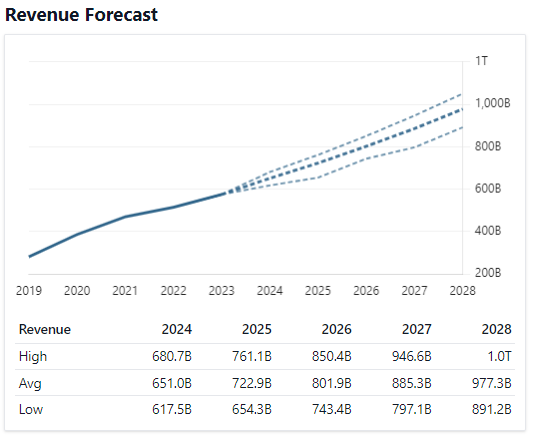 Revenue Forecast
1T
1,000B
800B
600B
400B
200B
2019 2020 2021 2022 2023 2024 2025 2026 2027 2028
Revenue 2024 2025 2026 2027 2028
High 680.7B 761.1B 850.4B 946.6B 1.0T
Avg 651.0B 722.9B 801.9B 885.3B 977.3B
Low 617.5B 654.3B 743.4B 797.1B 891.2B